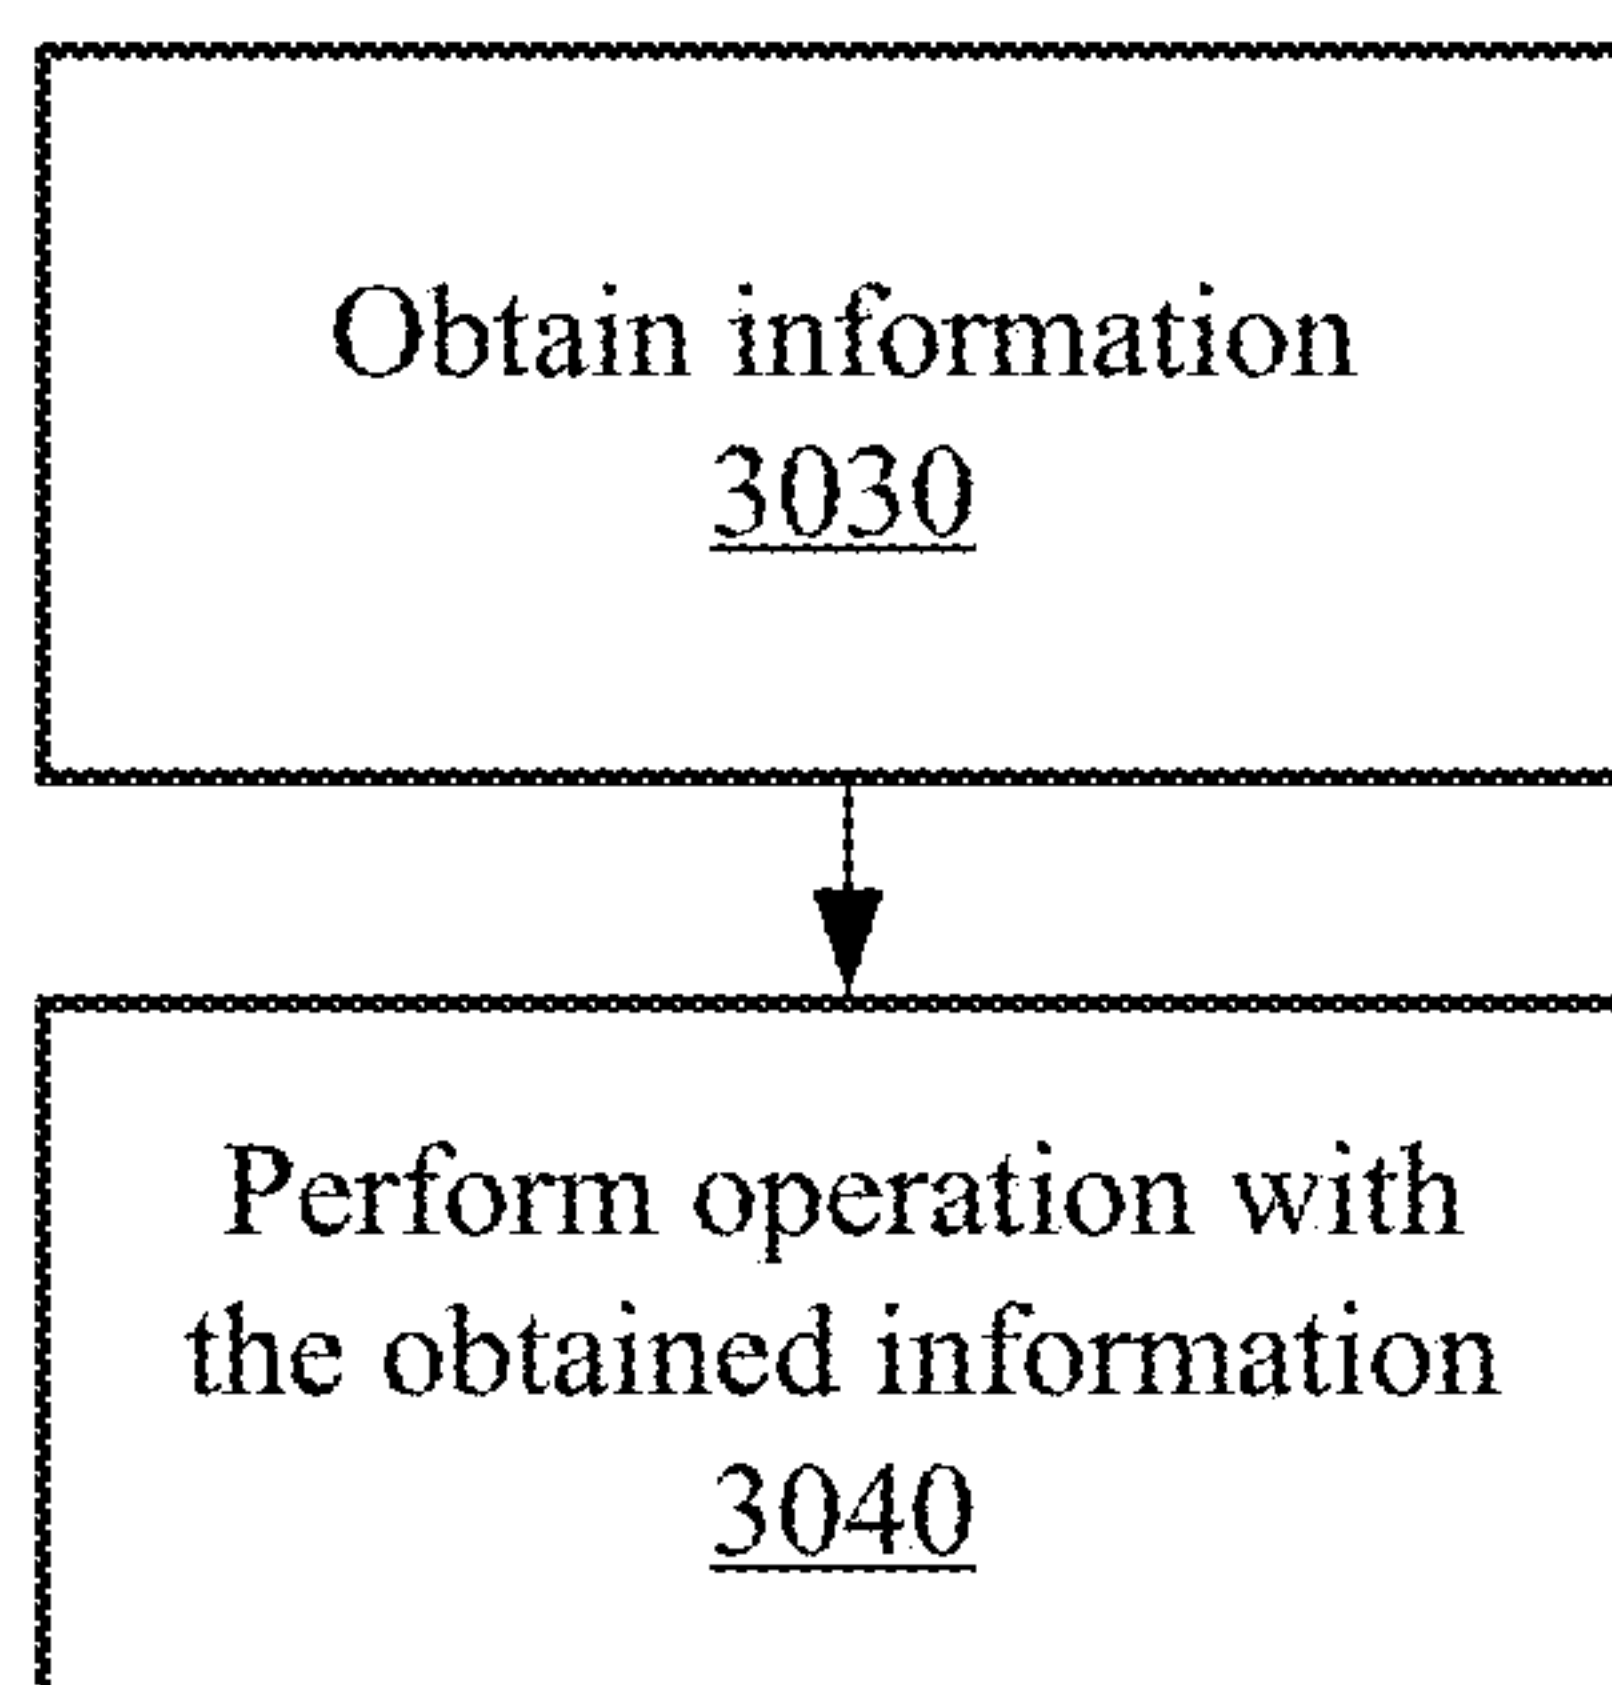 Obtain information
3030
Perform operation with
the obtained information
3040